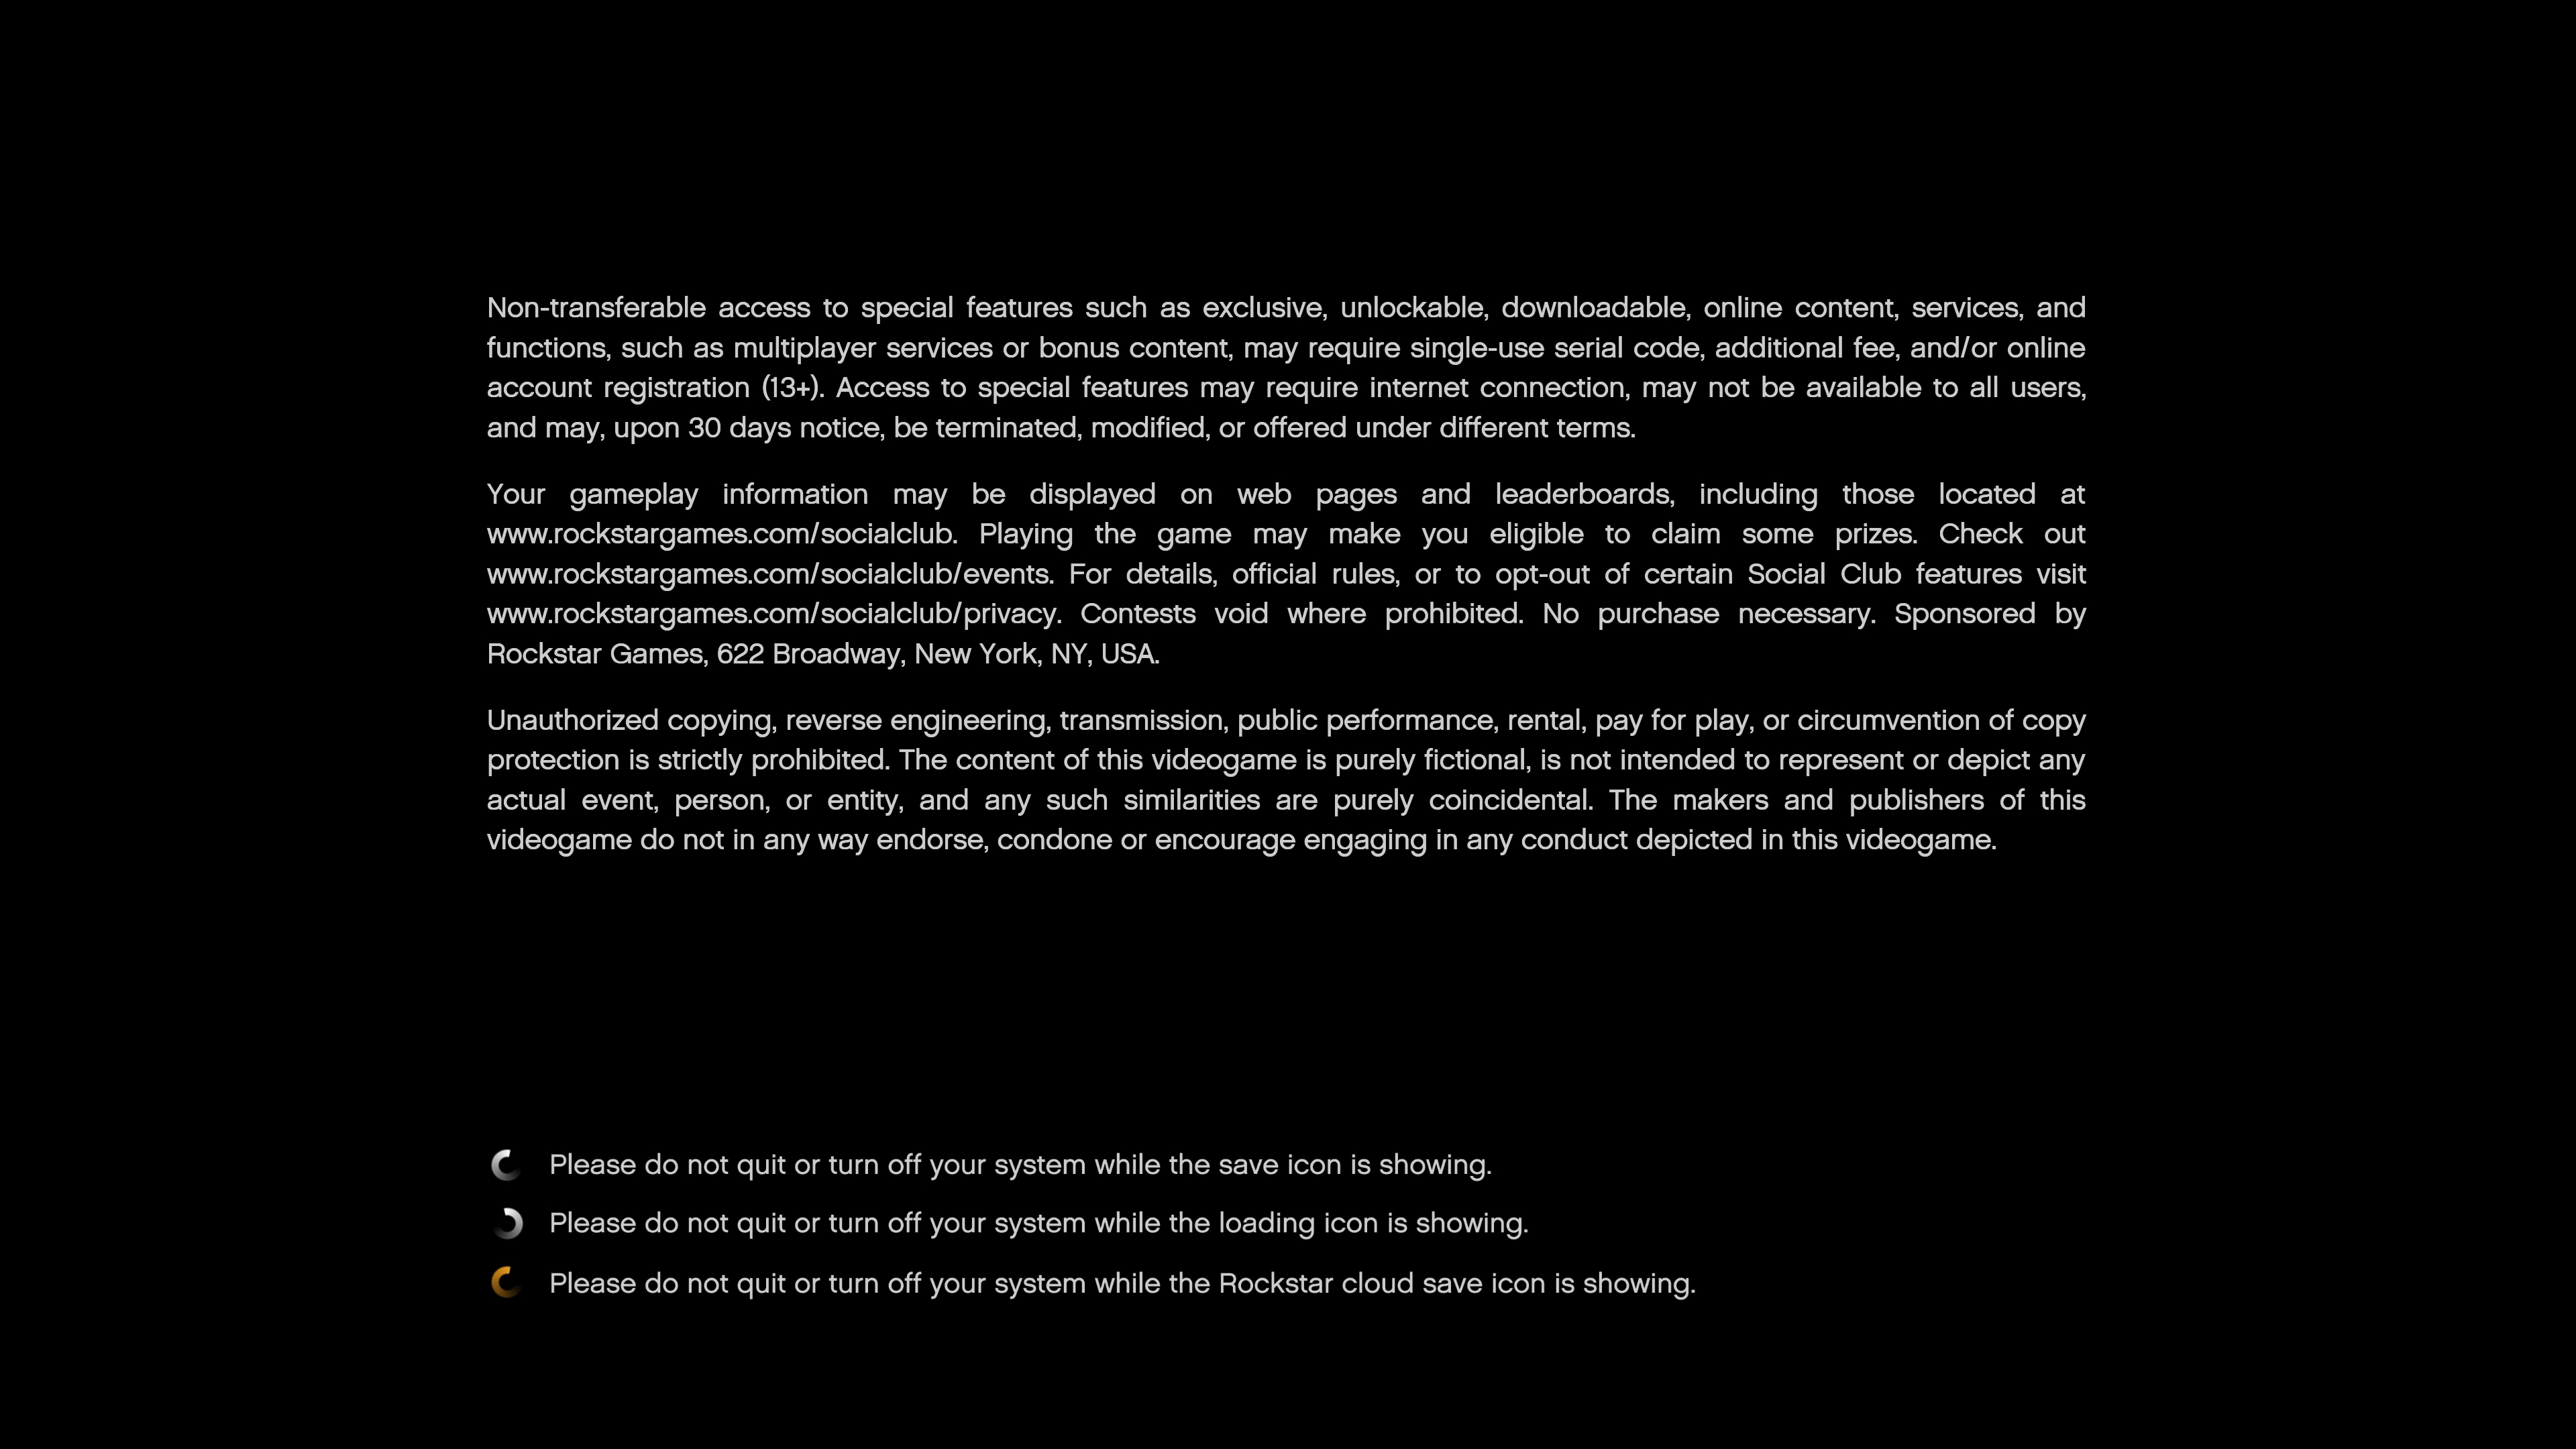 Non-transferable access to special features such as exclusive, unlockable, downloadable, online content, services, and
functions, such as multiplayer services or bonus content, may require single-use serial code, additional fee, and/or online
account registration (13+). Access to special features may require internet connection, may not be available to all users,
and may, upon 30 days notice, be terminated, modified, or offered under different terms.
Your gameplay information may be displayed on web pages and leaderboards, including those located at
www.rockstargames.com/socialclub. Playing the game may make you eligible to claim some prizes. Check out
www.rockstargames.com/socialclub/events. For details, official rules, or to opt-out of certain Social Club features visit
www.rockstargames.com/socialclub/privacy. Contests void where prohibited. No purchase necessary. Sponsored by
Rockstar Games, 622 Broadway, New York, NY, USA.
Unauthorized copying, reverse engineering, transmission, public performance, rental, pay for play, or circumvention of copy
protection is strictly prohibited. The content of this videogame is purely fictional, is not intended to represent or depict any
actual event, person, or entity, and any such similarities are purely coincidental. The makers and publishers of this
videogame do not in any way endorse, condone or encourage engaging in any conduct depicted in this videogame.
Please do not quit or turn off your system while the save icon is showing.
Please do not quit or turn off your system while the loading icon is showing.
Please do not quit or turn off your system while the Rockstar cloud save icon is showing.